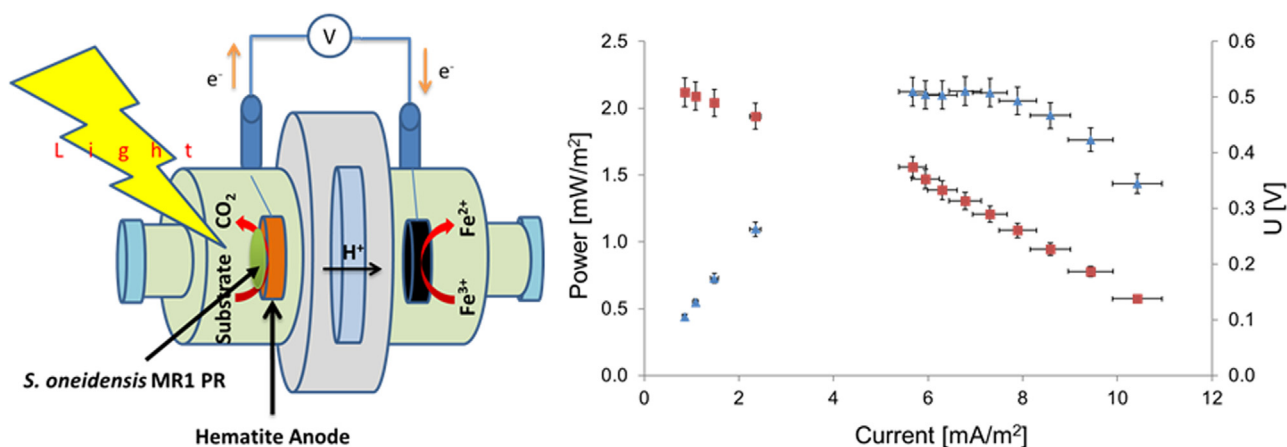 V
e-
e-
Light
CO2
Substrate
H+
Fe2+
Fe3+
S. oneidensis MR1 PR
Hematite Anode
2.5
2.0
1.5
1.0
0.5
0.0
Power [mW/m2]
0.6
0.5
0.4
0.3
0.2
0.1
0.0
U [V]
0 2 4 6 8 10 12
Current [mA/m2]